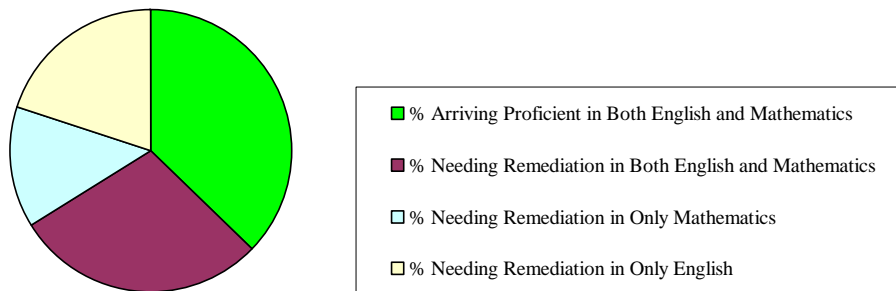 % Arriving Proficient in Both English and Mathematics
% Needing Remediation in Both English and Mathematics
% Needing Remediation in Only Mathematics
% Needing Remediation in Only English